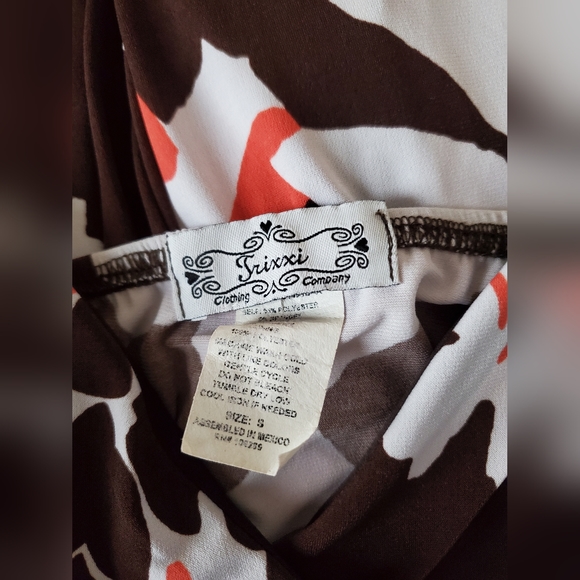 Trixxi
Clothing Company
POLYESTER
MACHINE WASH COLD
WITH LIKE COLORS
GENTLE CYCLE
DO NOT BLEACH
TUMBLE DRY LOW
COOL IRON IF NEEDED
SIZE: S
ASSEMBLED IN MEXICO